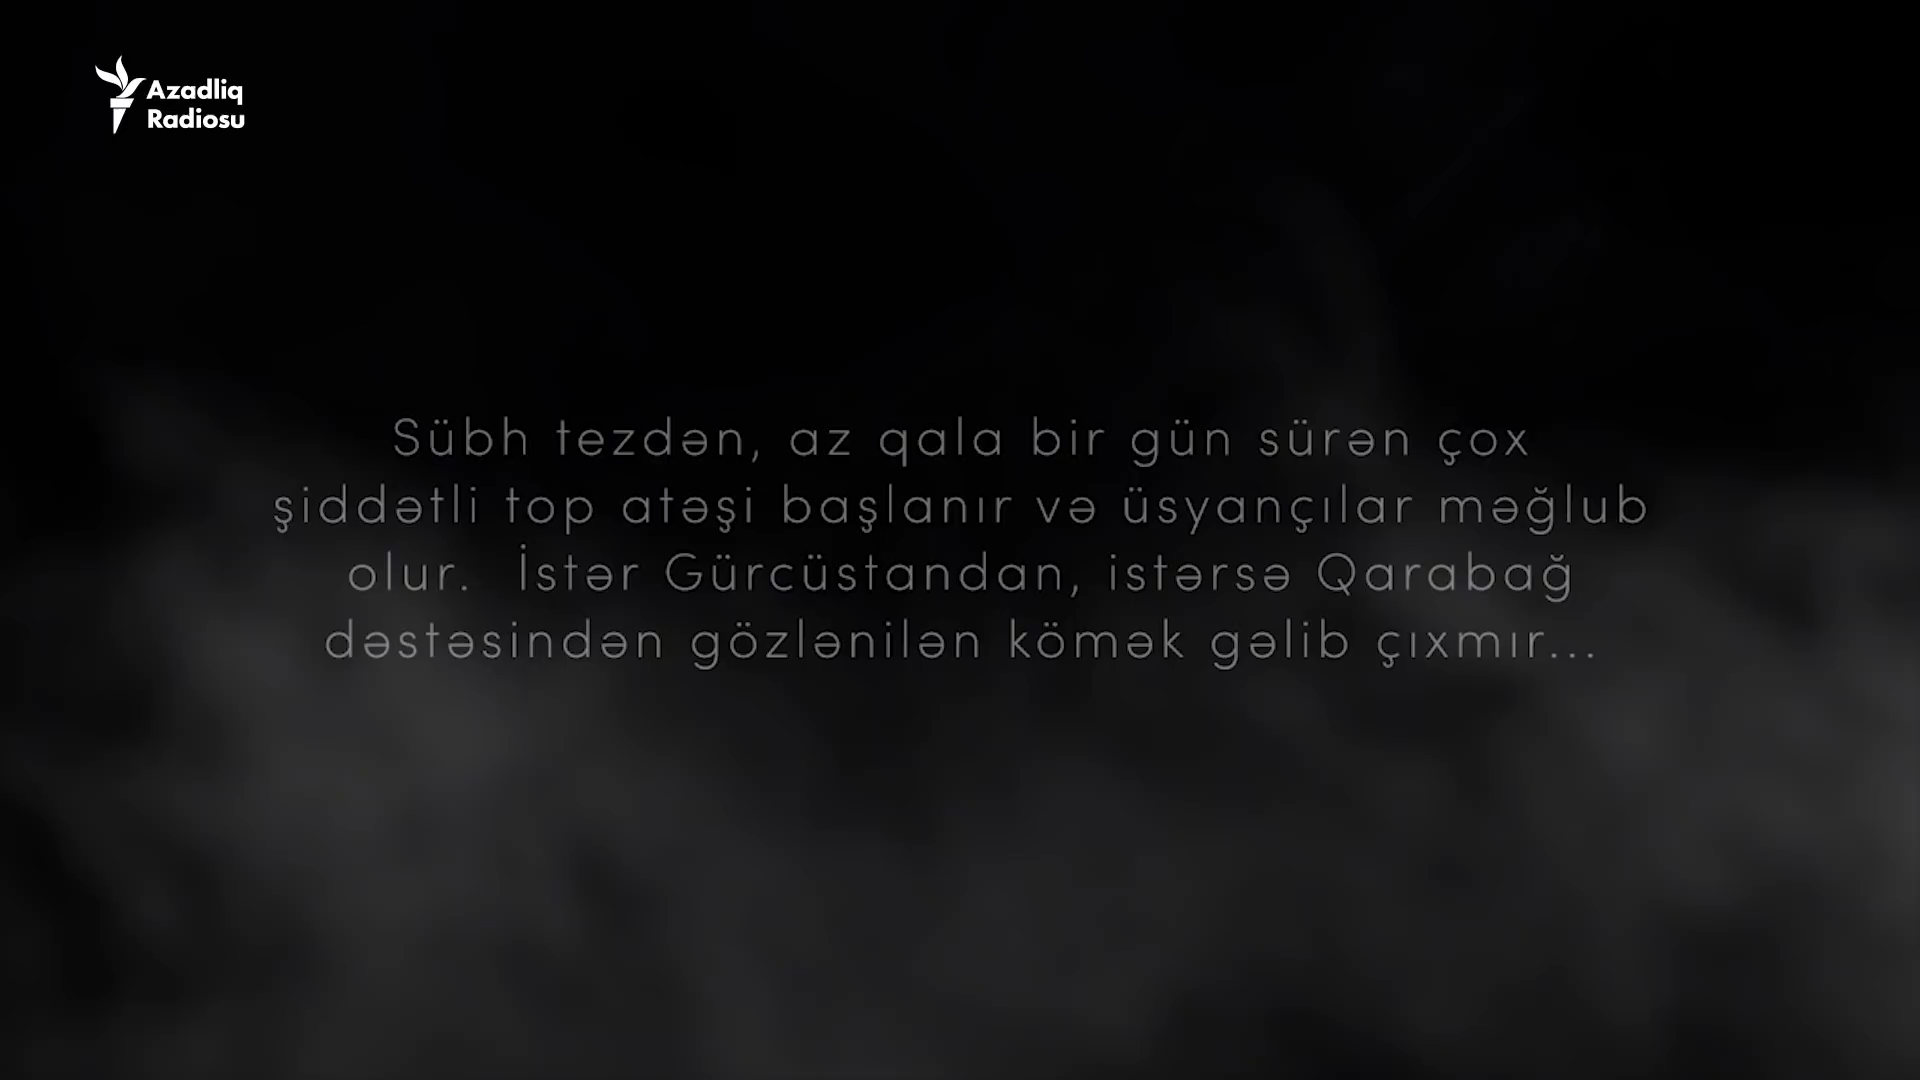 Azadliq
Radiosu
Sübh tezdən, az qala bir gün sürən çox
şiddətli top atəşi başlanır və üsyançılar məğlub
olur. İstər Gürcüstandan, istərsə Qarabağ
dəstəsindən gözlənilən kömək gəlib çıxmır...